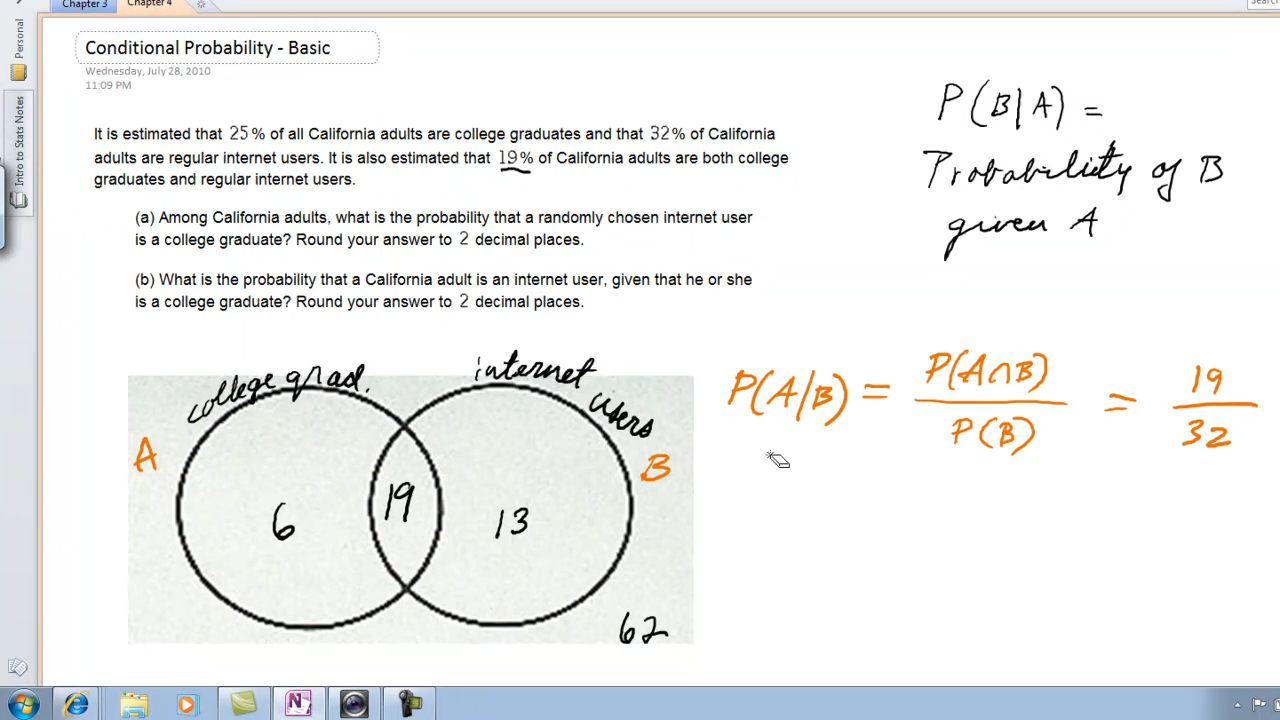 Chapter 3
Chapter 4
Search
Personal
Intro to Stats Notes
Conditional Probability - Basic
Wednesday, July 28, 2010
11:09 PM
It is estimated that 25 % of all California adults are college graduates and that 32% of California
adults are regular internet users. It is also estimated that 19% of California adults are both college
graduates and regular internet users.
(a) Among California adults, what is the probability that a randomly chosen internet user
is a college graduate? Round your answer to 2 decimal places.
(b) What is the probability that a California adult is an internet user, given that he or she
is a college graduate? Round your answer to 2 decimal places.
P(B|A) =
Probability of B
given A
college grad.
internet
users
A
B
6
19
13
62
P(A|B) = P(A∩B) / P(B) = 19 / 32